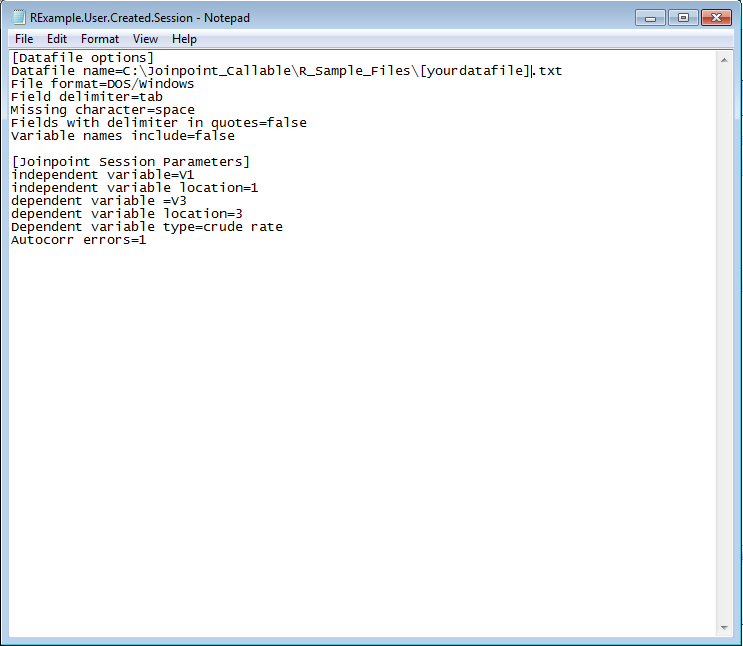 RExample.User.Created.Session - Notepad
File Edit Format View Help
[Datafile options]
Datafile name=C:\Joinpoint_Callable\R_Sample_Files\[yourdatafile].txt
File format=DOS/Windows
Field delimiter=tab
Missing character=space
Fields with delimiter in quotes=false
Variable names include=false
[Joinpoint Session Parameters]
independent variable=V1
independent variable location=1
dependent variable =V3
dependent variable location=3
Dependent variable type=crude rate
Autocorr errors=1